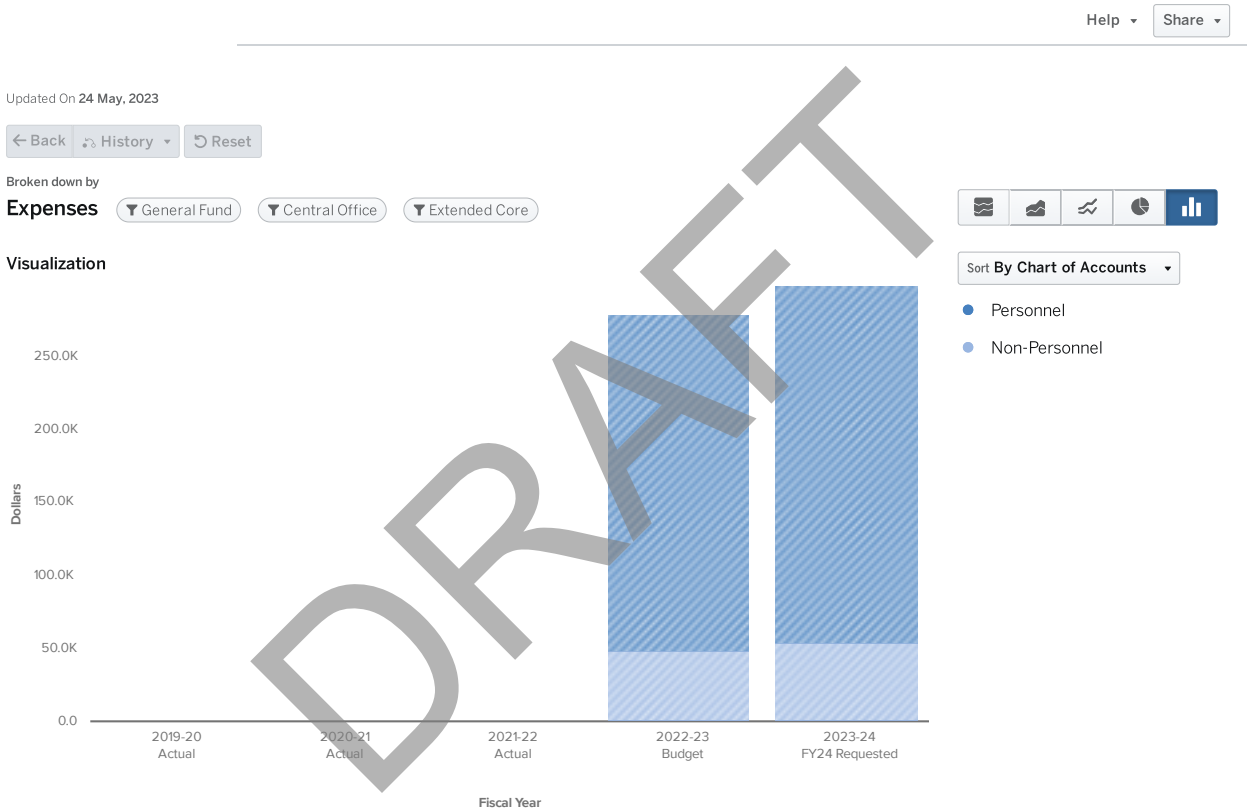 Help Share
Updated On 24 May, 2023
Back History Reset
Broken down by
Expenses General Fund Central Office Extended Core
Visualization
Sort By Chart of Accounts
Personnel
Non-Personnel
250.0K
200.0K
150.0K
100.0K
50.0K
0.0
Dollars
2019-20 2020-21 2021-22 2022-23 2023-24
Actual Actual Actual Budget FY24 Requested
Fiscal Year
DRAFT